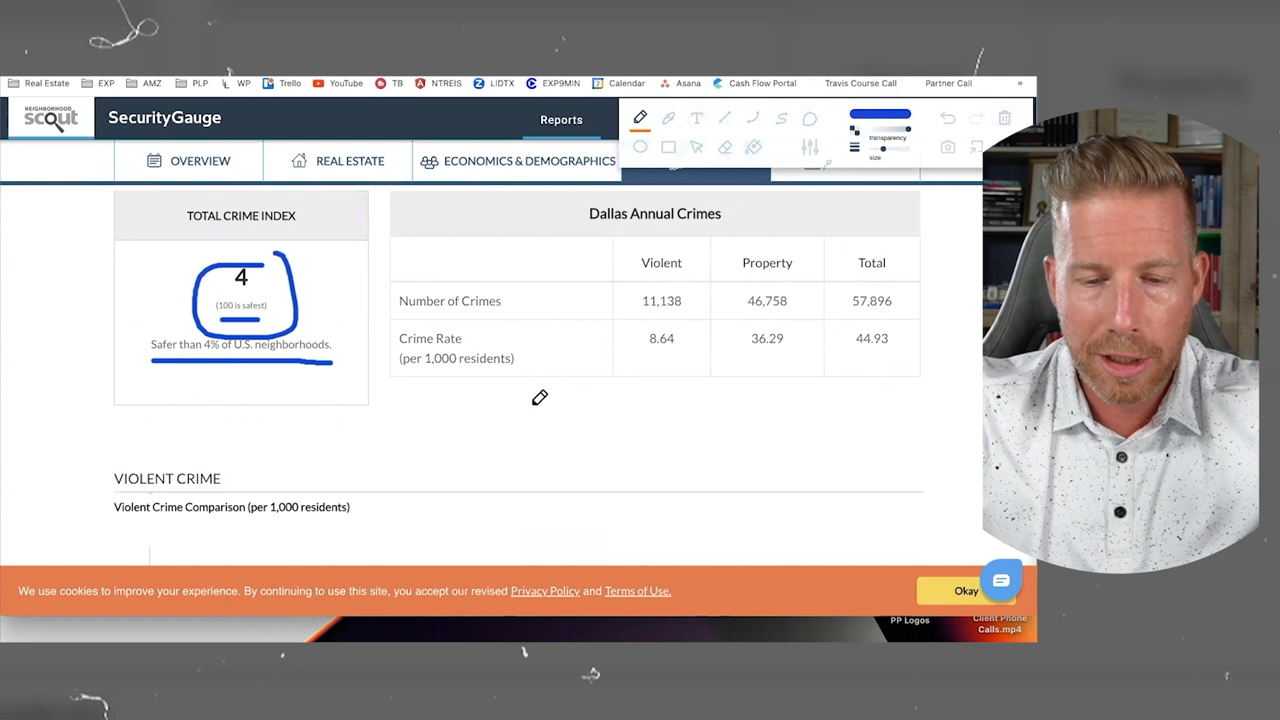 Real Estate EXP AMZ PLP WP Trello YouTube TB NTREIS LIDTX EXP9MIN Calendar Asana Cash Flow Portal Travis Course Call Partner Call »
NEIGHBORHOOD
scout
SecurityGauge
Reports
transparency
size
OVERVIEW REAL ESTATE ECONOMICS & DEMOGRAPHICS
TOTAL CRIME INDEX
4
(100 is safest)
Safer than 4% of U.S. neighborhoods.
Dallas Annual Crimes
Violent Property Total
Number of Crimes 11,138 46,758 57,896
Crime Rate
(per 1,000 residents) 8.64 36.29 44.93
VIOLENT CRIME
Violent Crime Comparison (per 1,000 residents)
We use cookies to improve your experience. By continuing to use this site, you accept our revised Privacy Policy and Terms of Use.
Okay
PP Logos
Client Phone
Calls.mp4